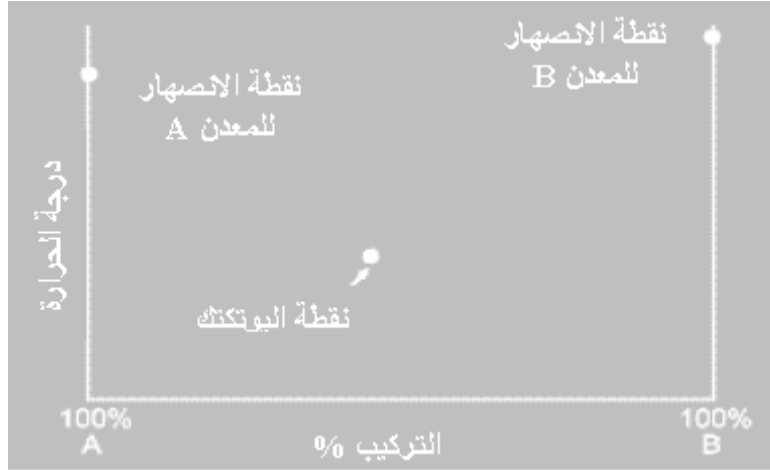 نقطة الانصهار
للمعدن B
نقطة الانصهار
للمعدن A
درجة الحرارة
نقطة اليوتكتك
100%
A
التركيب %
100%
B